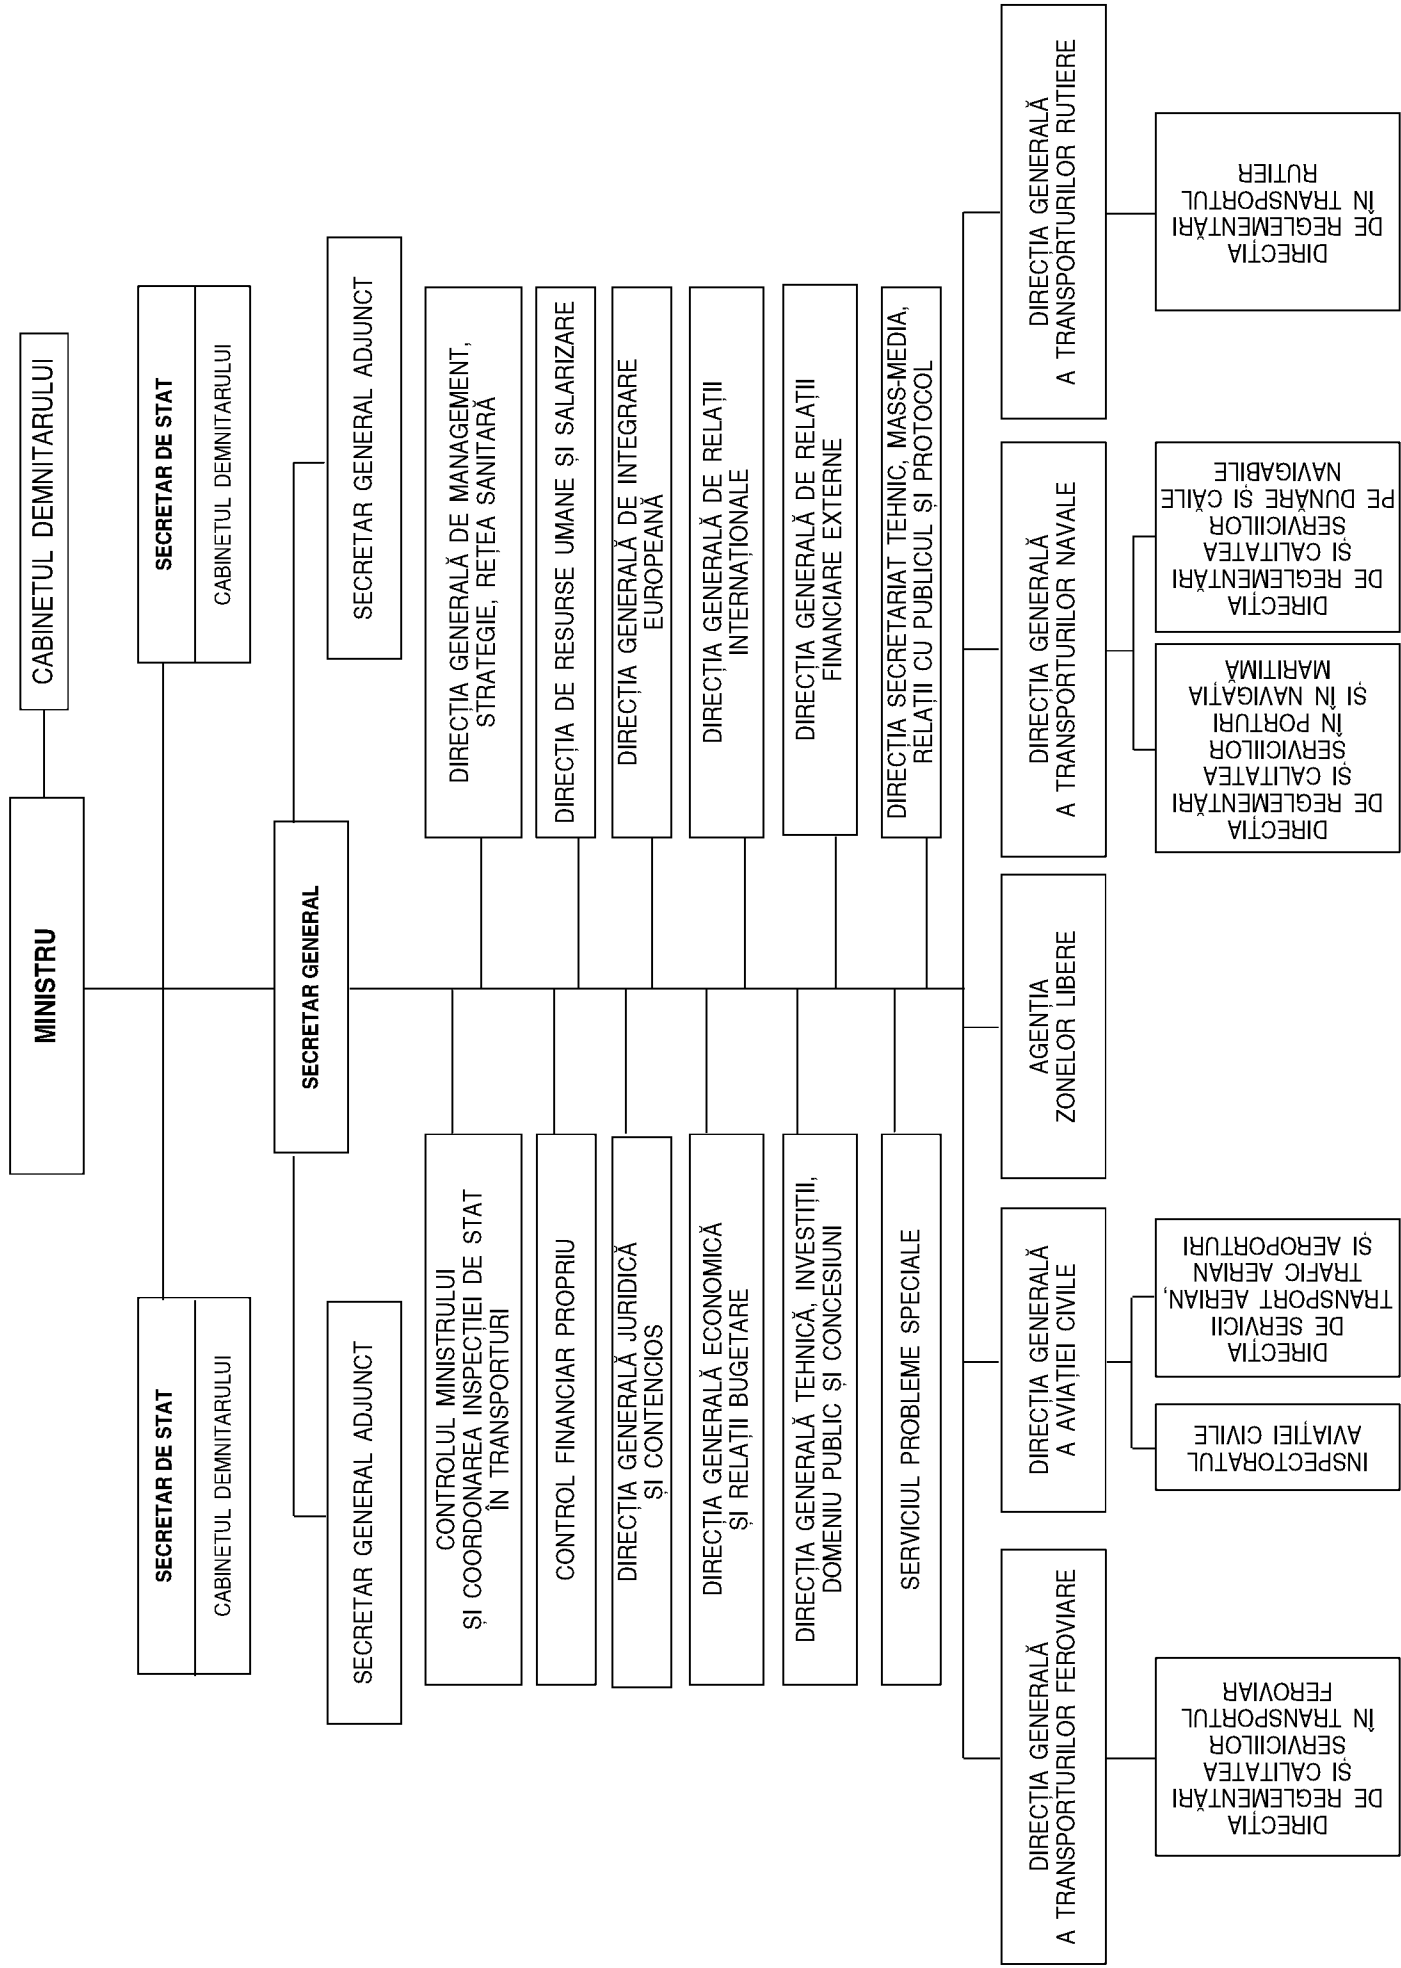 MINISTRU
CABINETUL DEMNITARULUI
SECRETAR DE STAT
CABINETUL DEMNITARULUI
SECRETAR DE STAT
CABINETUL DEMNITARULUI
SECRETAR GENERAL
SECRETAR GENERAL ADJUNCT
SECRETAR GENERAL ADJUNCT
CONTROLUL MINISTRULUI
ȘI COORDONAREA INSPECȚIEI DE STAT
ÎN TRANSPORTURI
CONTROL FINANCIAR PROPRIU
DIRECȚIA GENERALĂ JURIDICĂ
ȘI CONTENCIOS
DIRECȚIA GENERALĂ ECONOMICĂ
ȘI RELAȚII BUGETARE
DIRECȚIA GENERALĂ TEHNICĂ, INVESTIȚII,
DOMENIU PUBLIC ȘI CONCESIUNI
SERVICIUL PROBLEME SPECIALE
DIRECȚIA GENERALĂ DE MANAGEMENT,
STRATEGIE, REȚEA SANITARĂ
DIRECȚIA DE RESURSE UMANE ȘI SALARIZARE
DIRECȚIA GENERALĂ DE INTEGRARE
EUROPEANĂ
DIRECȚIA GENERALĂ DE RELAȚII
INTERNAȚIONALE
DIRECȚIA GENERALĂ DE RELAȚII
FINANCIARE EXTERNE
DIRECȚIA SECRETARIAT TEHNIC, MASS-MEDIA,
RELAȚII CU PUBLICUL ȘI PROTOCOL
DIRECȚIA GENERALĂ
A TRANSPORTURILOR FEROVIARE
DIRECȚIA GENERALĂ
A AVIAȚIEI CIVILE
AGENȚIA
ZONELOR LIBERE
DIRECȚIA GENERALĂ
A TRANSPORTURILOR NAVALE
DIRECȚIA GENERALĂ
A TRANSPORTURILOR RUTIERE
DIRECȚIA
DE REGLEMENTĂRI
ȘI CALITATEA
SERVICIILOR
ÎN TRANSPORTUL
FEROVIAR
INSPECTORATUL
AVIAȚIEI CIVILE
DIRECȚIA
DE SERVICII
TRANSPORT AERIAN,
TRAFIC AERIAN
ȘI AEROPORTURI
DIRECȚIA
DE REGLEMENTĂRI
ȘI CALITATEA
SERVICIILOR
ÎN PORTURI
ȘI ÎN NAVIGAȚIA
MARITIMĂ
DIRECȚIA
DE REGLEMENTĂRI
ȘI CALITATEA
SERVICIILOR
PE DUNĂRE ȘI CĂILE
NAVIGABILE
DIRECȚIA
DE REGLEMENTĂRI
ÎN TRANSPORTUL
RUTIER